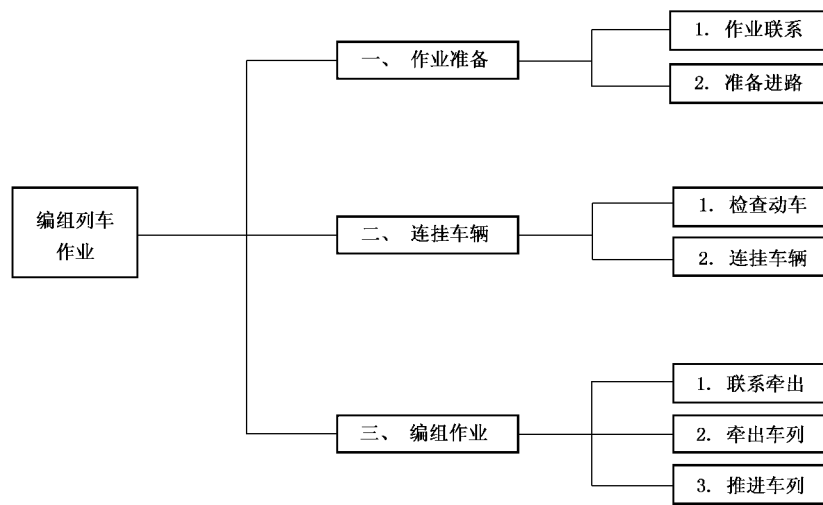 编组列车
作业
一、 作业准备
1. 作业联系
2. 准备进路
二、 连挂车辆
1. 检查动车
2. 连挂车辆
三、 编组作业
1. 联系牵出
2. 牵出车列
3. 推进车列